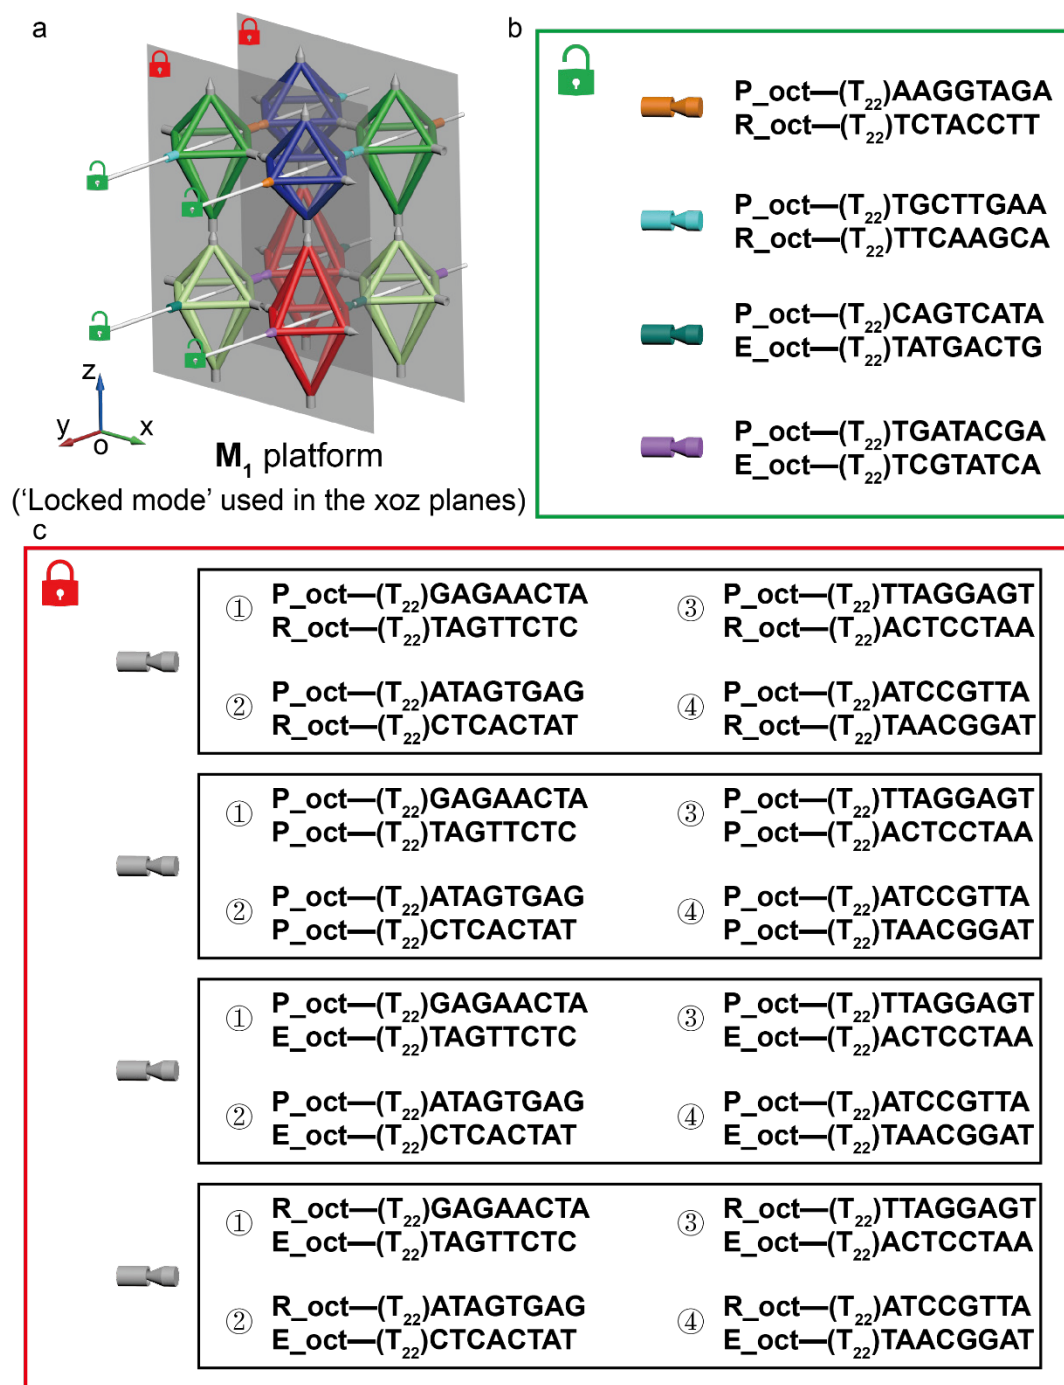 a
z
y
o
x
M1 platform
('Locked mode' used in the xoz planes)
b
P_oct—(T22)AAGGTAGA
R_oct—(T22)TCTACCTT
P_oct—(T22)TGCTTGAA
R_oct—(T22)TTCAAGCA
P_oct—(T22)CAGTCATA
E_oct—(T22)TATGACTG
P_oct—(T22)TGATACGA
E_oct—(T22)TCGTATCA
c
① P_oct—(T22)GAGAACTA
R_oct—(T22)TAGTTCTC
② P_oct—(T22)ATAGTGAG
R_oct—(T22)CTCACTAT
③ P_oct—(T22)TTAGGAGT
R_oct—(T22)ACTCCTAA
④ P_oct—(T22)ATCCGTTA
R_oct—(T22)TAACGGAT
① P_oct—(T22)GAGAACTA
P_oct—(T22)TAGTTCTC
② P_oct—(T22)ATAGTGAG
P_oct—(T22)CTCACTAT
③ P_oct—(T22)TTAGGAGT
P_oct—(T22)ACTCCTAA
④ P_oct—(T22)ATCCGTTA
P_oct—(T22)TAACGGAT
① P_oct—(T22)GAGAACTA
E_oct—(T22)TAGTTCTC
② P_oct—(T22)ATAGTGAG
E_oct—(T22)CTCACTAT
③ P_oct—(T22)TTAGGAGT
E_oct—(T22)ACTCCTAA
④ P_oct—(T22)ATCCGTTA
E_oct—(T22)TAACGGAT
① R_oct—(T22)GAGAACTA
E_oct—(T22)TAGTTCTC
② R_oct—(T22)ATAGTGAG
E_oct—(T22)CTCACTAT
③ R_oct—(T22)TTAGGAGT
E_oct—(T22)ACTCCTAA
④ R_oct—(T22)ATCCGTTA
E_oct—(T22)TAACGGAT